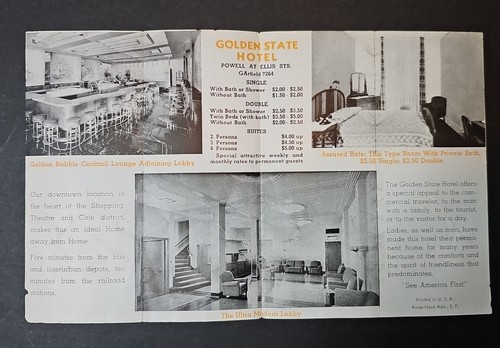 GOLDEN STATE
HOTEL
POWELL AT ELLIS STS.
GArfield 7264
SINGLE
With Bath or Shower $2.00 - $2.50
Without Bath $1.50 - $2.00
DOUBLE
With Bath or Shower $2.50 - $3.50
Twin Beds (with bath) $3.50 - $5.00
Without Bath $2.00 - $2.50
SUITES
2 Persons $4.00 up
3 Persons $4.50 up
4 Persons $5.00 up
Special attractive weekly and
monthly rates to permanent guests
Golden Bubble Cocktail Lounge Adjoining Lobby
Assured Rate: This Type Room With Private Bath,
$2.50 Single; $3.50 Double
Our downtown location in
the heart of the Shopping,
Theatre and Cafe district,
makes this an ideal Home
away from Home.
Five minutes from the bus
and interurban depots, ten
minutes from the railroad
stations.
The Ultra Modern Lobby
The Golden State Hotel offers
a special appeal to the com-
mercial traveler, to the man
with a family, to the tourist,
or to the visitor for a day.
Ladies, as well as men, have
made this hotel their perma-
nent home for many years
because of the comforts and
the spirit of friendliness that
predominates.
"See America First"
Printed in U. S. A.